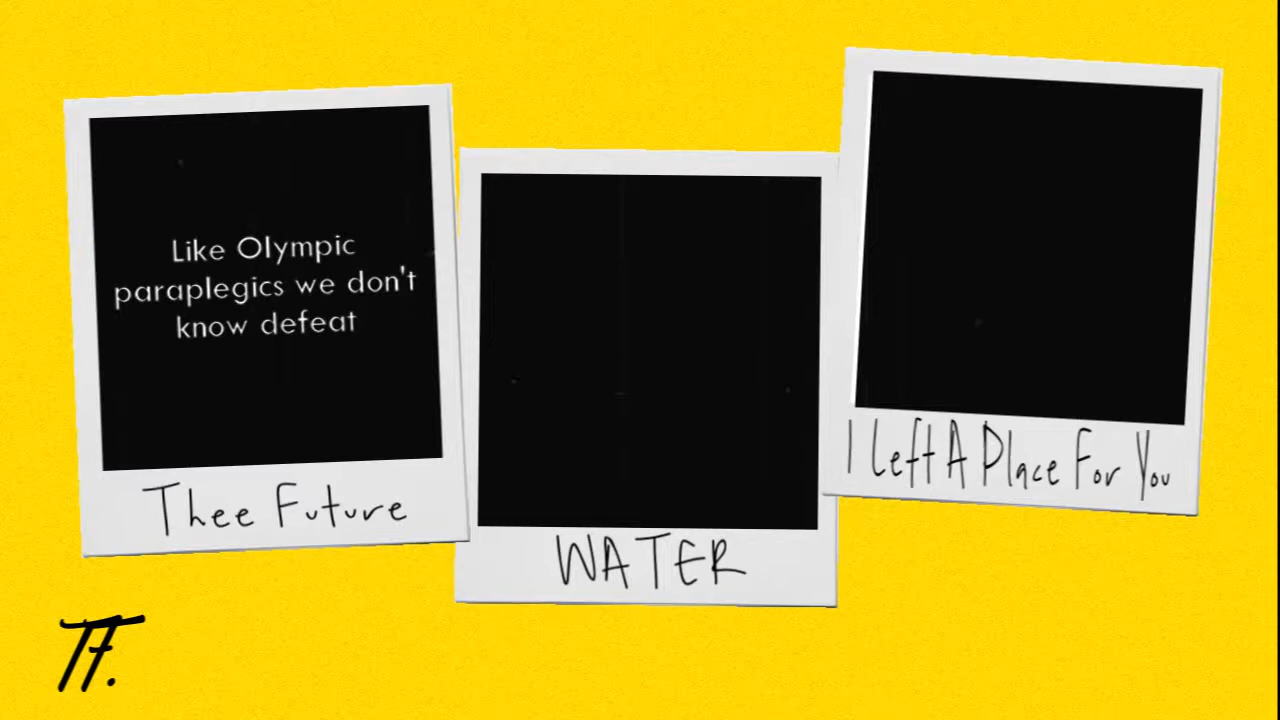 Like Olympic
paraplegics we don't
know defeat
Thee Future
WATER
I Left A Place For You
TF.